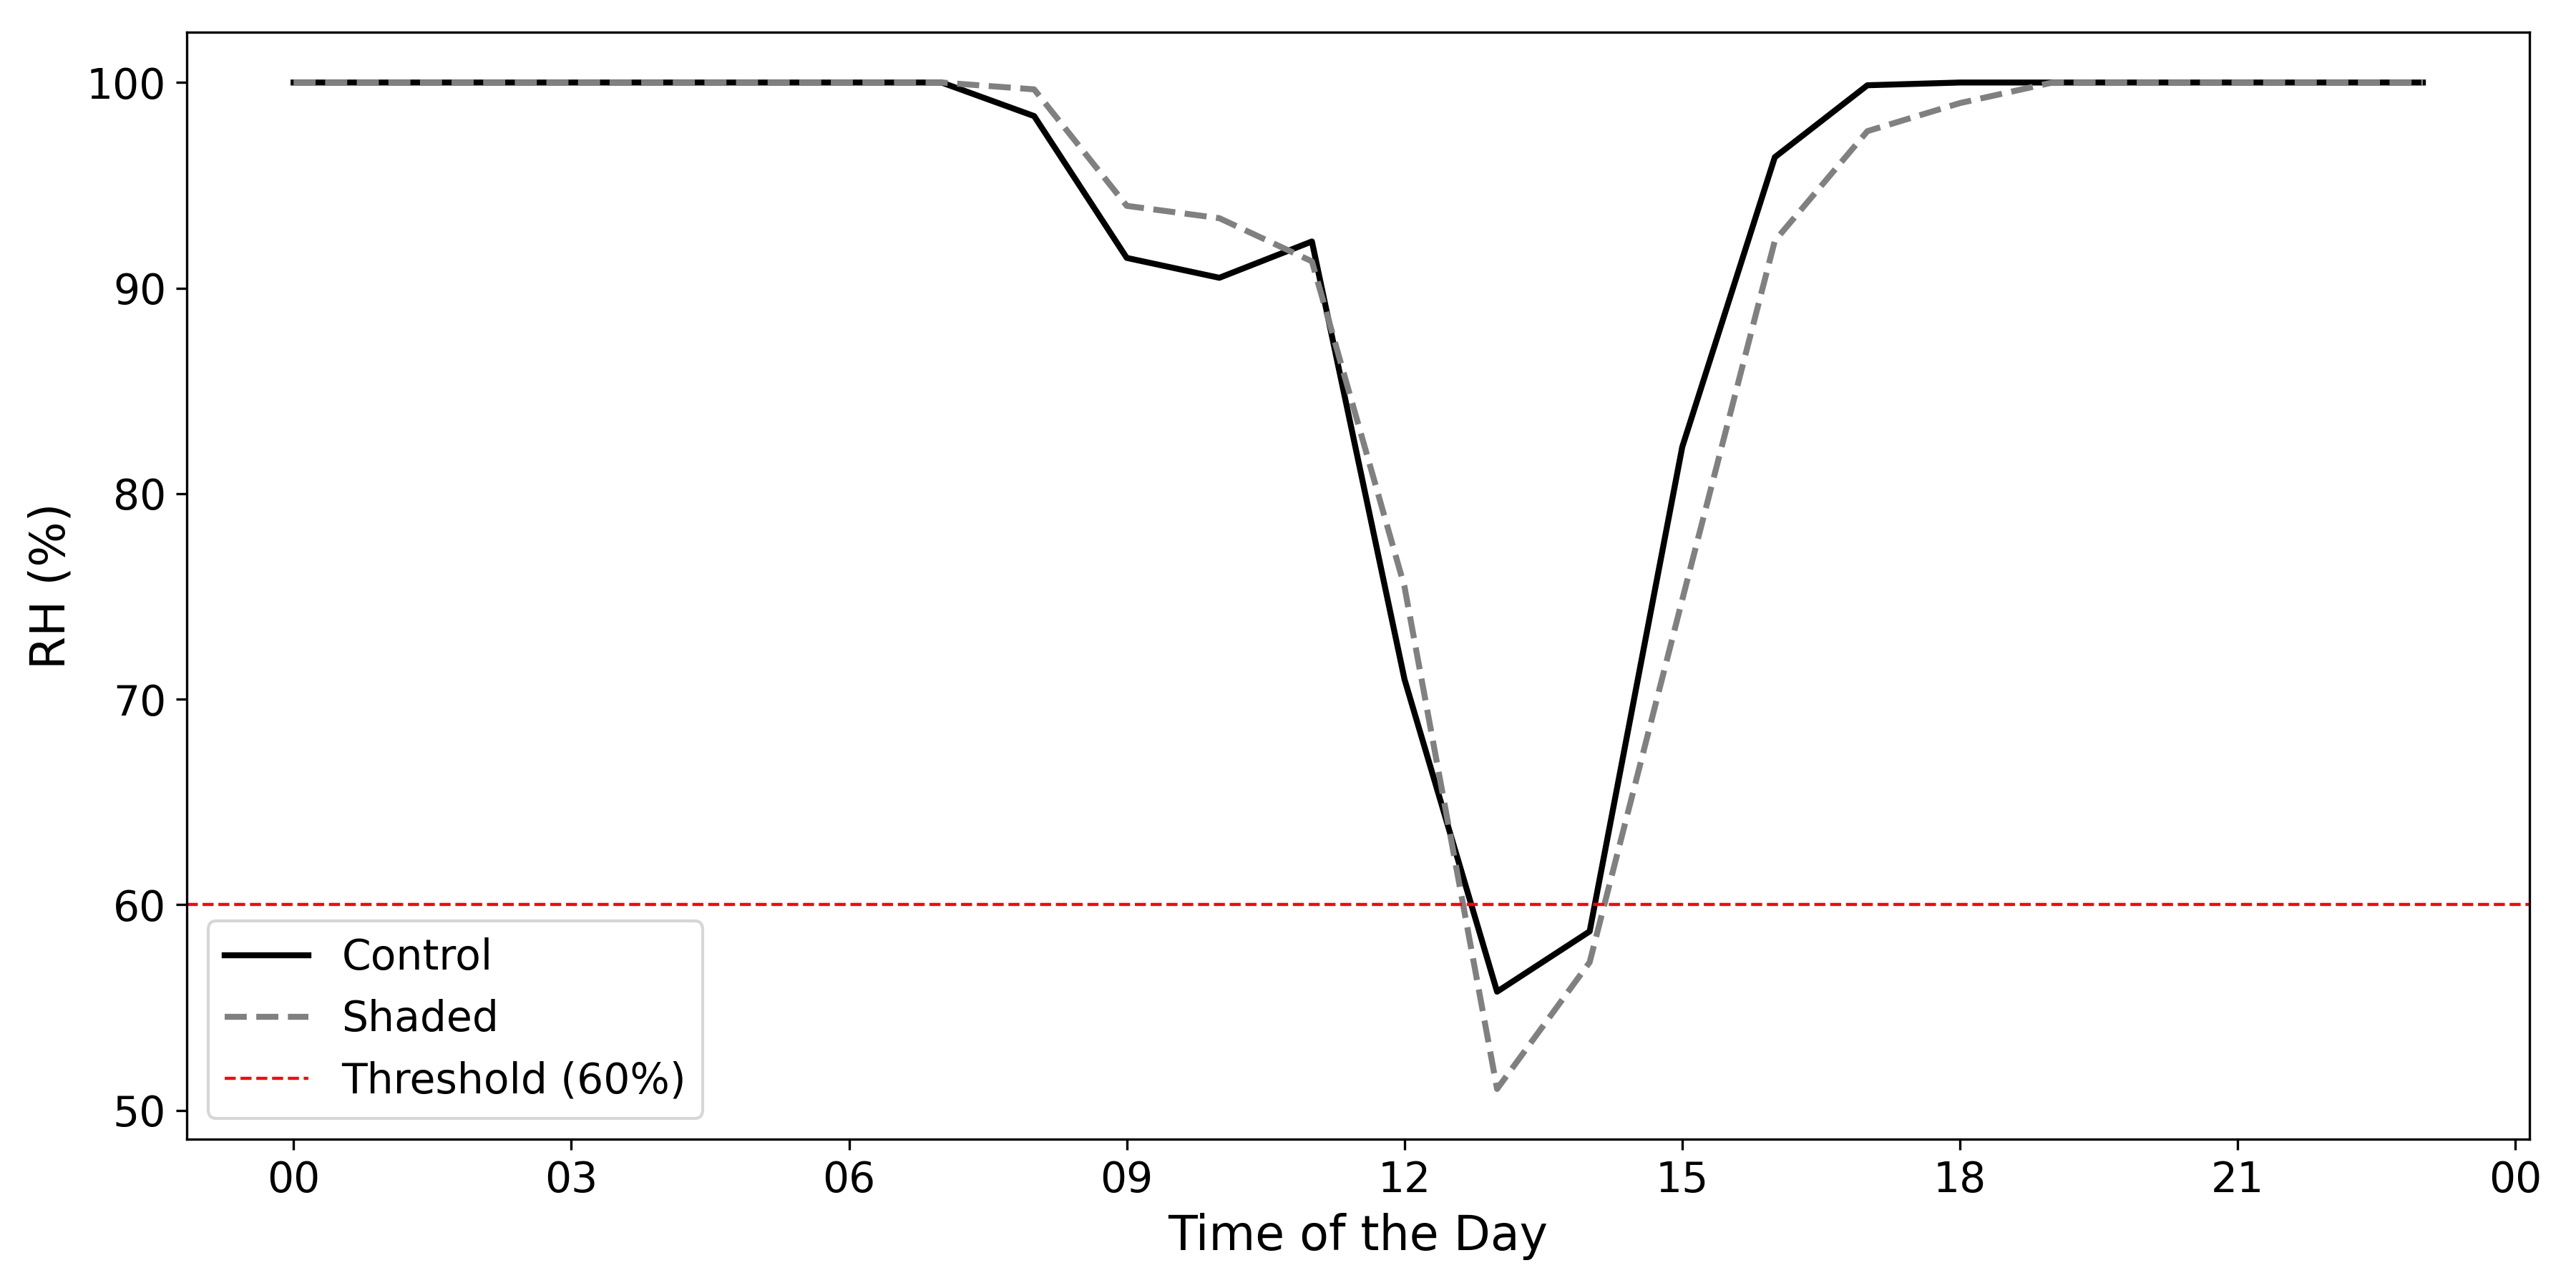 100
90
80
70
60
50
RH (%)
Control
Shaded
Threshold (60%)
00 03 06 09 12 15 18 21 00
Time of the Day